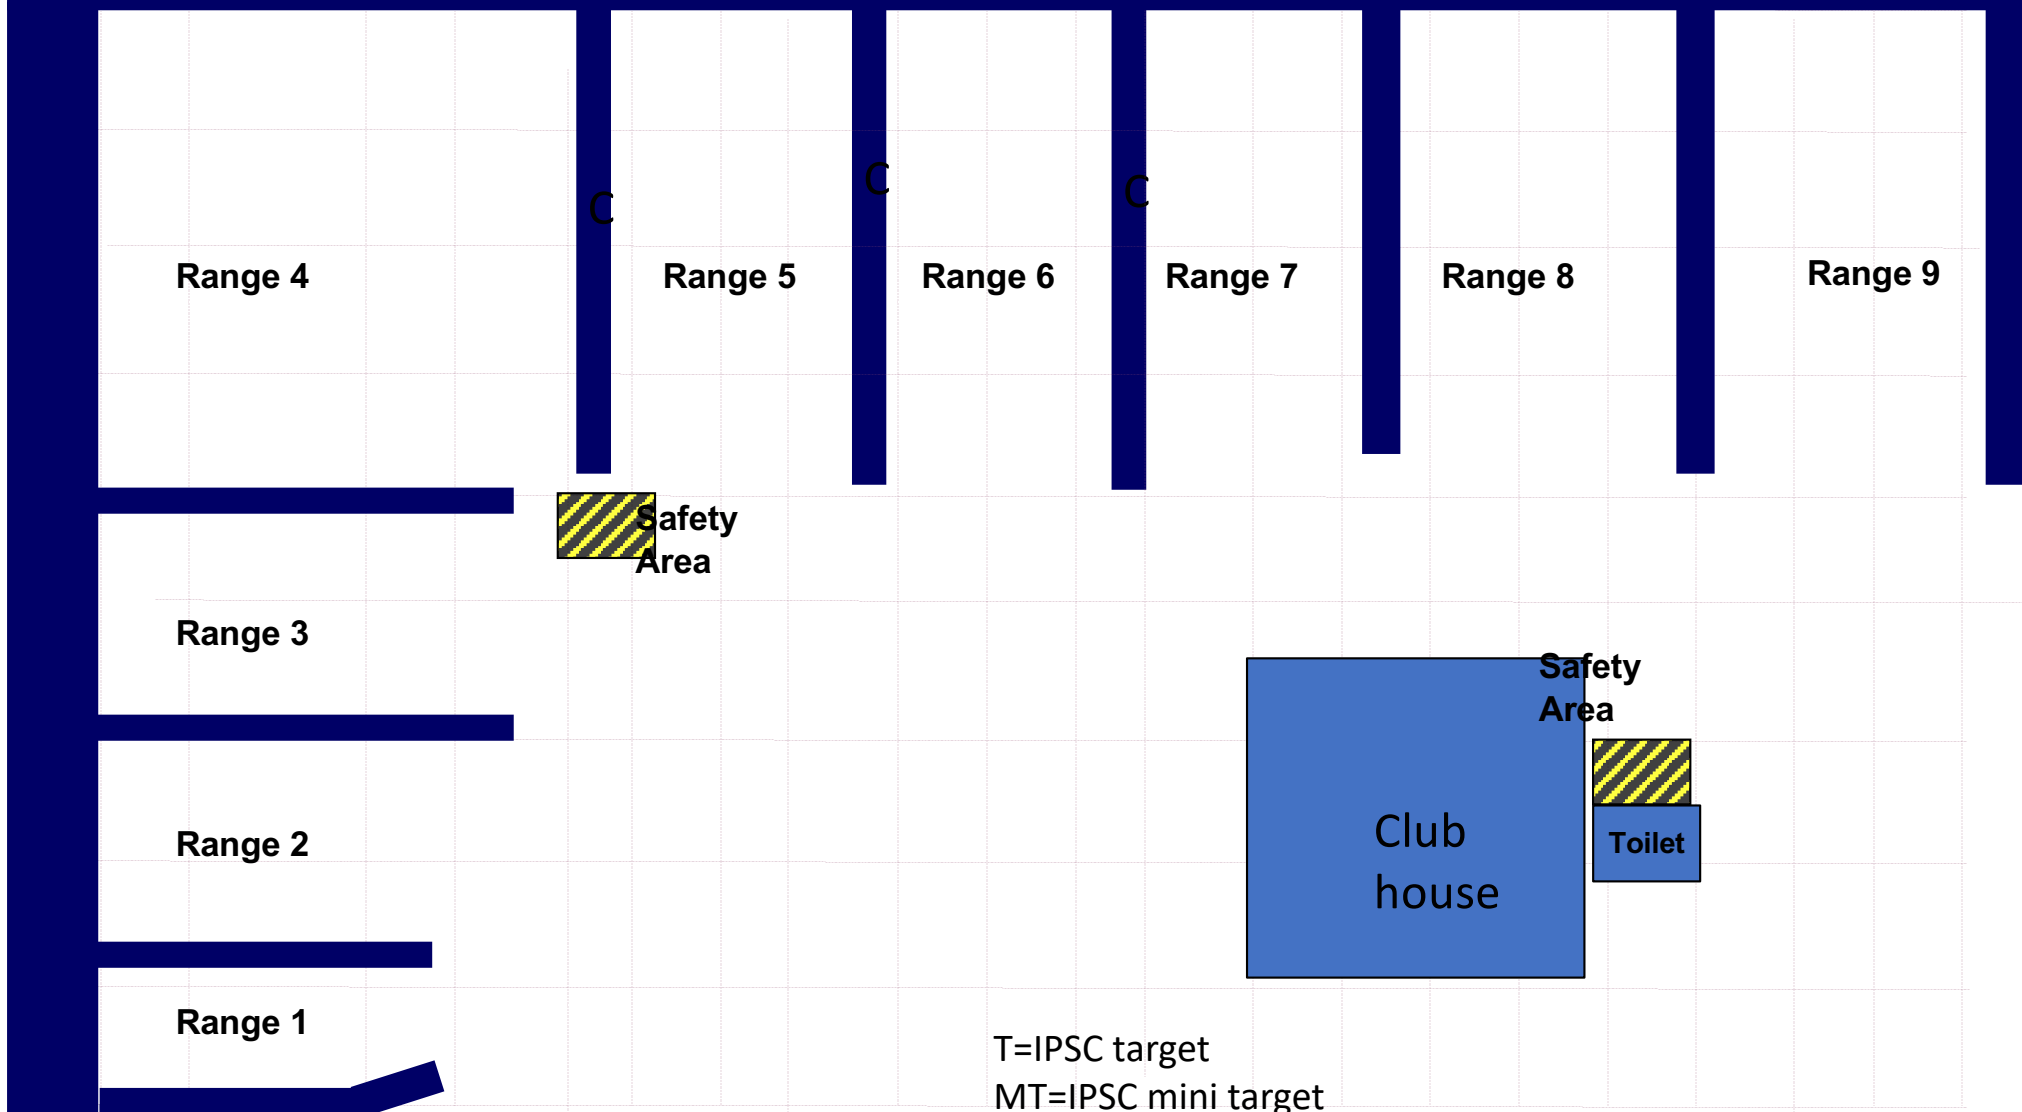 C
C
C
Range 4
Range 5
Range 6
Range 7
Range 8
Range 9
Safety
Area
Range 3
Safety
Area
Range 2
Club
house
Toilet
Range 1
T=IPSC target
MT=IPSC mini target